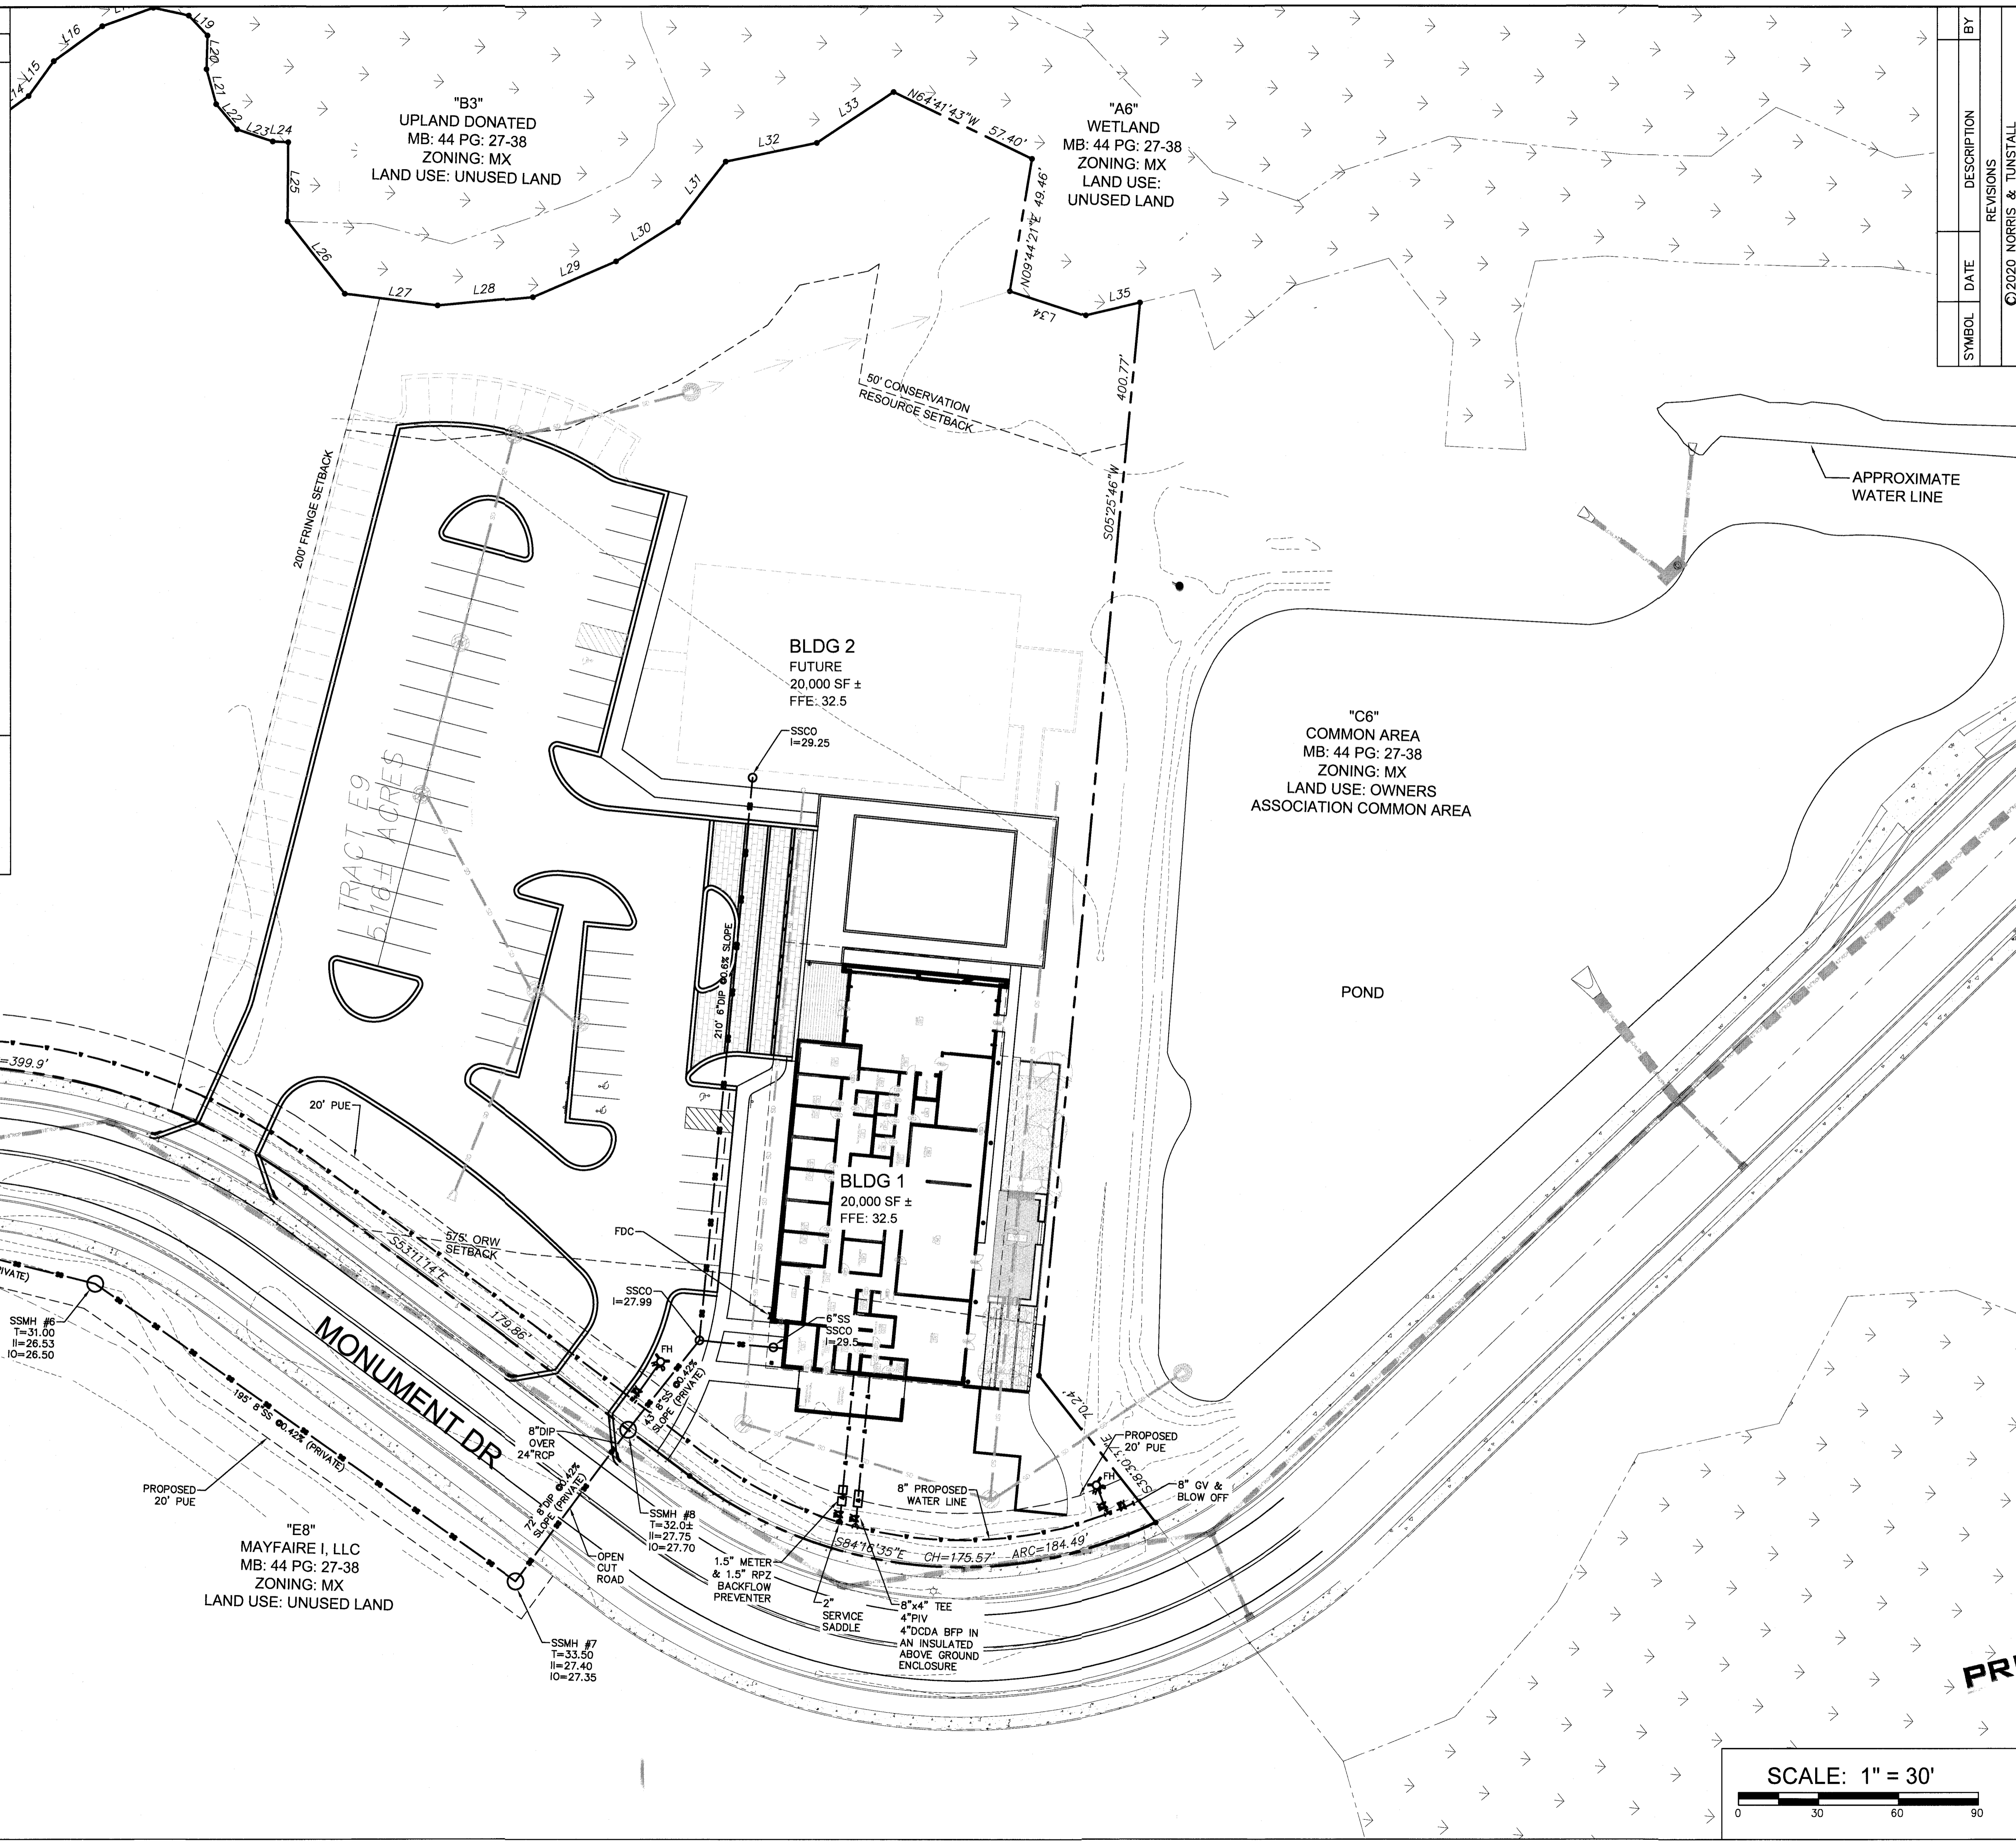 L14
L15
L16
L19
L20
L21
L22
L23
L24
L25
L26
L27
L28
L29
L30
L31
L32
L33
N64°41'43"W 57.40'
N09°44'21"E 49.46'
L34
L35
"B3"
UPLAND DONATED
MB: 44 PG: 27-38
ZONING: MX
LAND USE: UNUSED LAND
"A6"
WETLAND
MB: 44 PG: 27-38
ZONING: MX
LAND USE:
UNUSED LAND
SYMBOL
DATE
DESCRIPTION
BY
REVISIONS
©2020 NORRIS & TUNSTALL
400.77'
S05°25'46"W
50' CONSERVATION
RESOURCE SETBACK
200' FRINGE SETBACK
APPROXIMATE
WATER LINE
BLDG 2
FUTURE
20,000 SF ±
FFE: 32.5
SSCO
I=29.25
"C6"
COMMON AREA
MB: 44 PG: 27-38
ZONING: MX
LAND USE: OWNERS
ASSOCIATION COMMON AREA
TRACT E9
5.16± ACRES
210' 6"DIP @0.6% SLOPE
POND
=399.9'
20' PUE
BLDG 1
20,000 SF ±
FFE: 32.5
FDC
575' ORW
SETBACK
S53°11'14"E
179.86'
SSCO
I=27.99
6"SS
SSCO
I=29.5
FH
43' 8"SS @0.42%
SLOPE (PRIVATE)
SSMH #6
T=31.00
II=26.53
IO=26.50
MONUMENT DR
195' 8"SS @0.42% (PRIVATE)
PROPOSED
20' PUE
8"DIP
OVER
24"RCP
72' 8"DIP @0.42%
SLOPE (PRIVATE)
SSMH #8
T=32.0±
II=27.75
IO=27.70
OPEN
CUT
ROAD
8" PROPOSED
WATER LINE
70.24'
S38°30'31"E
PROPOSED
20' PUE
FH
8" GV &
BLOW OFF
S84°16'35"E CH=175.57' ARC=184.49'
1.5" METER
& 1.5" RPZ
BACKFLOW
PREVENTER
2"
SERVICE
SADDLE
8"x4" TEE
4"PIV
4"DCDA BFP IN
AN INSULATED
ABOVE GROUND
ENCLOSURE
"E8"
MAYFAIRE I, LLC
MB: 44 PG: 27-38
ZONING: MX
LAND USE: UNUSED LAND
SSMH #7
T=33.50
II=27.40
IO=27.35
SCALE: 1" = 30'
0 30 60 90